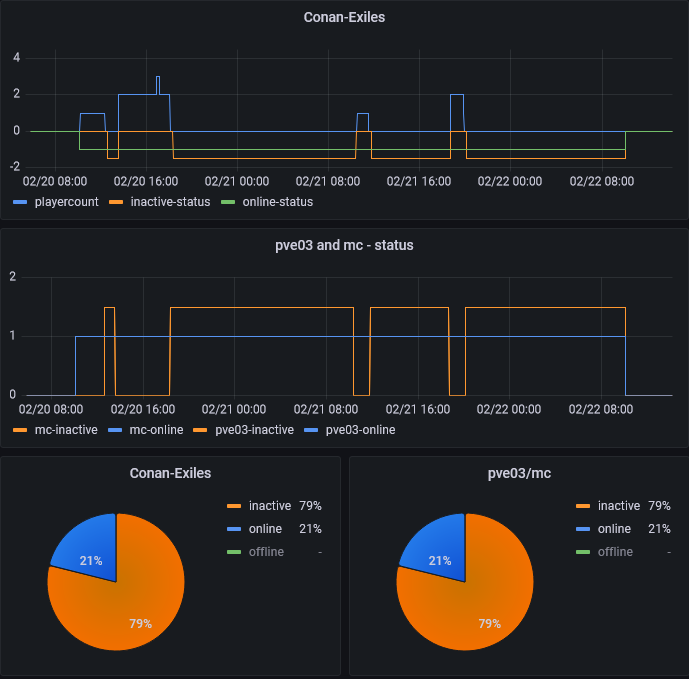 Conan-Exiles
4
2
0
-2
02/20 08:00 02/20 16:00 02/21 00:00 02/21 08:00 02/21 16:00 02/22 00:00 02/22 08:00
playercount inactive-status online-status
pve03 and mc - status
2
1
0
02/20 08:00 02/20 16:00 02/21 00:00 02/21 08:00 02/21 16:00 02/22 00:00 02/22 08:00
mc-inactive mc-online pve03-inactive pve03-online
Conan-Exiles
inactive 79%
online 21%
offline -
21%
79%
pve03/mc
inactive 79%
online 21%
offline -
21%
79%